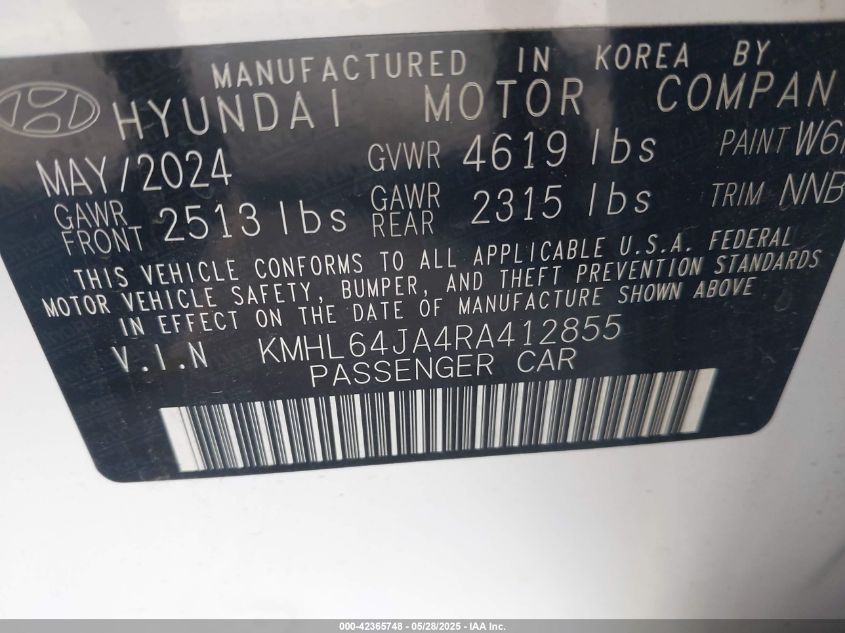 MANUFACTURED IN KOREA BY
HYUNDAI MOTOR COMPAN
MAY/2024 GVWR 4619 lbs PAINT W6
GAWR FRONT 2513 lbs GAWR REAR 2315 lbs TRIM NNB
THIS VEHICLE CONFORMS TO ALL APPLICABLE U.S.A. FEDERAL
MOTOR VEHICLE SAFETY, BUMPER, AND THEFT PREVENTION STANDARDS
IN EFFECT ON THE DATE OF MANUFACTURE SHOWN ABOVE
V.I.N KMHL64JA4RA412855
PASSENGER CAR
000-42365748 - 05/28/2025 - IAA Inc.